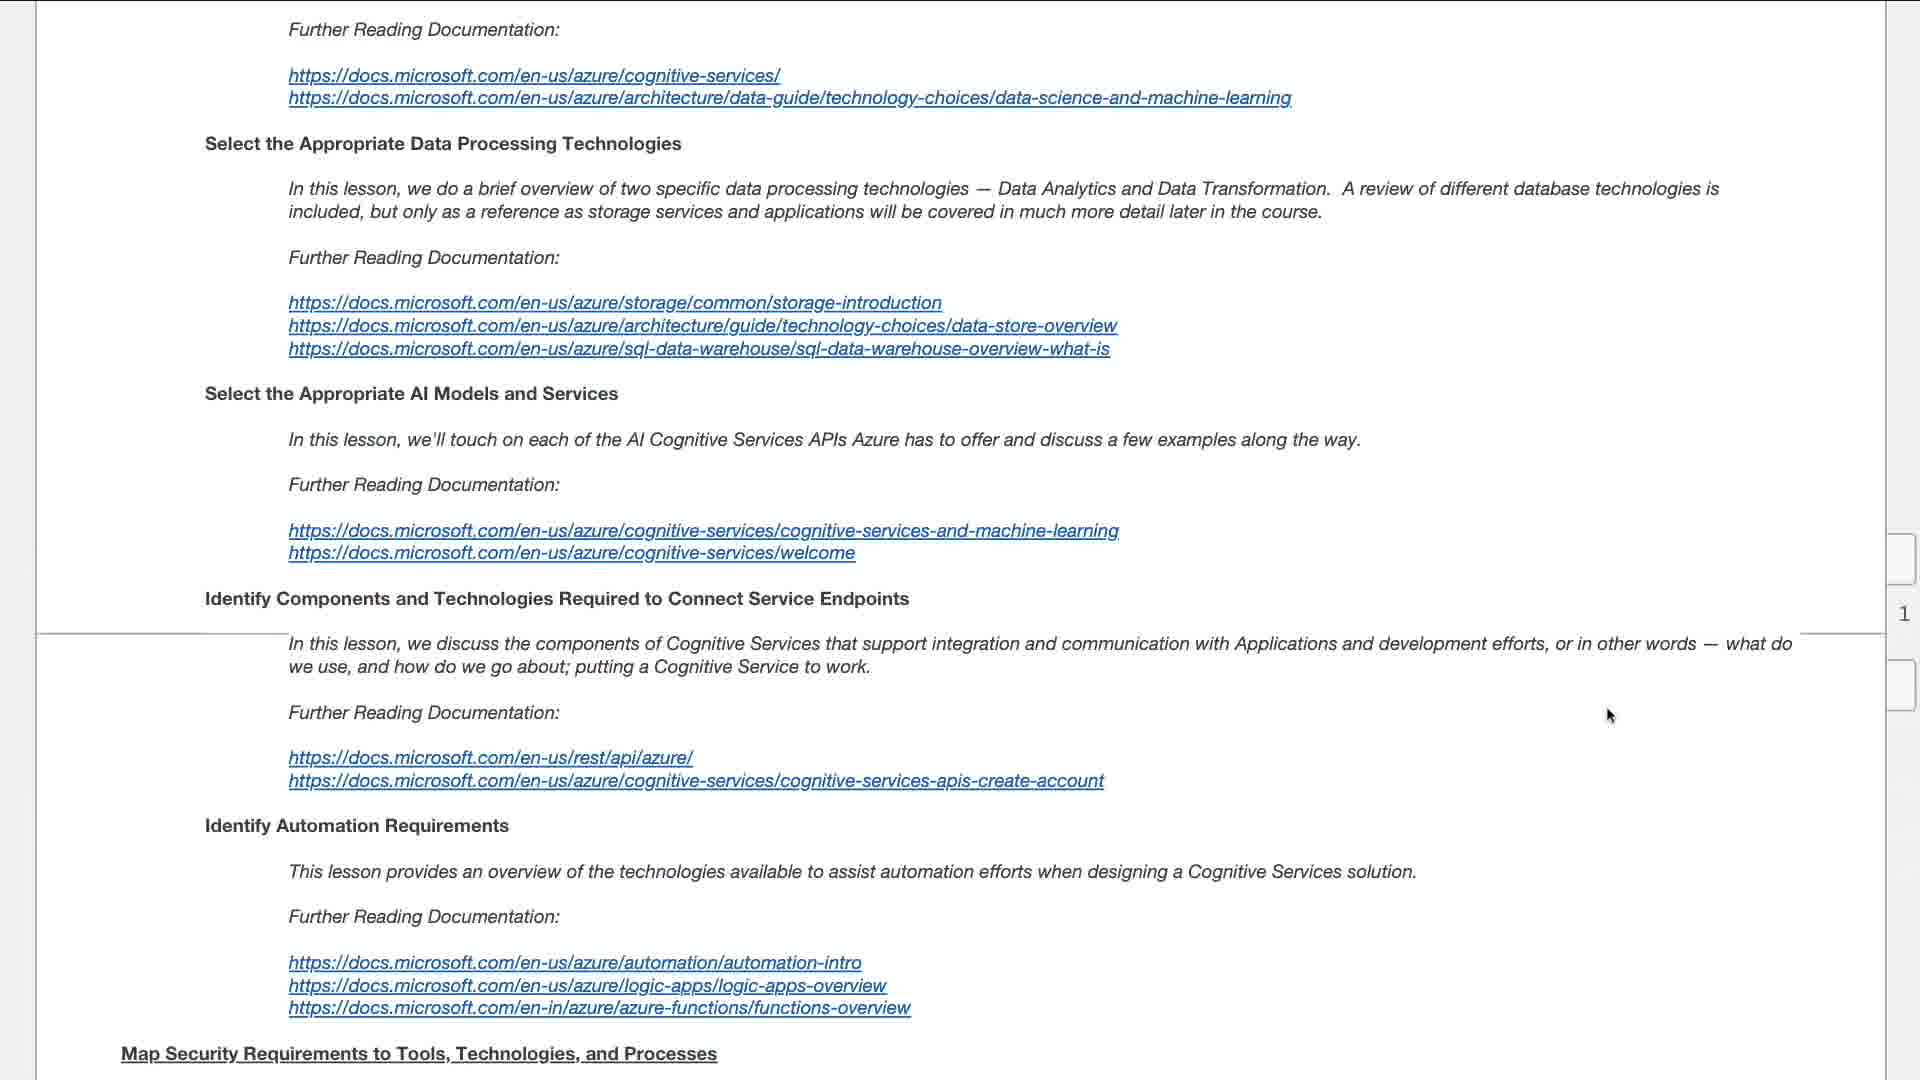 Further Reading Documentation:
https://docs.microsoft.com/en-us/azure/cognitive-services/
https://docs.microsoft.com/en-us/azure/architecture/data-guide/technology-choices/data-science-and-machine-learning
Select the Appropriate Data Processing Technologies
In this lesson, we do a brief overview of two specific data processing technologies — Data Analytics and Data Transformation.  A review of different database technologies is
included, but only as a reference as storage services and applications will be covered in much more detail later in the course.
Further Reading Documentation:
https://docs.microsoft.com/en-us/azure/storage/common/storage-introduction
https://docs.microsoft.com/en-us/azure/architecture/guide/technology-choices/data-store-overview
https://docs.microsoft.com/en-us/azure/sql-data-warehouse/sql-data-warehouse-overview-what-is
Select the Appropriate AI Models and Services
In this lesson, we'll touch on each of the AI Cognitive Services APIs Azure has to offer and discuss a few examples along the way.
Further Reading Documentation:
https://docs.microsoft.com/en-us/azure/cognitive-services/cognitive-services-and-machine-learning
https://docs.microsoft.com/en-us/azure/cognitive-services/welcome
Identify Components and Technologies Required to Connect Service Endpoints
1
In this lesson, we discuss the components of Cognitive Services that support integration and communication with Applications and development efforts, or in other words — what do
we use, and how do we go about; putting a Cognitive Service to work.
Further Reading Documentation:
https://docs.microsoft.com/en-us/rest/api/azure/
https://docs.microsoft.com/en-us/azure/cognitive-services/cognitive-services-apis-create-account
Identify Automation Requirements
This lesson provides an overview of the technologies available to assist automation efforts when designing a Cognitive Services solution.
Further Reading Documentation:
https://docs.microsoft.com/en-us/azure/automation/automation-intro
https://docs.microsoft.com/en-us/azure/logic-apps/logic-apps-overview
https://docs.microsoft.com/en-in/azure/azure-functions/functions-overview
Map Security Requirements to Tools, Technologies, and Processes